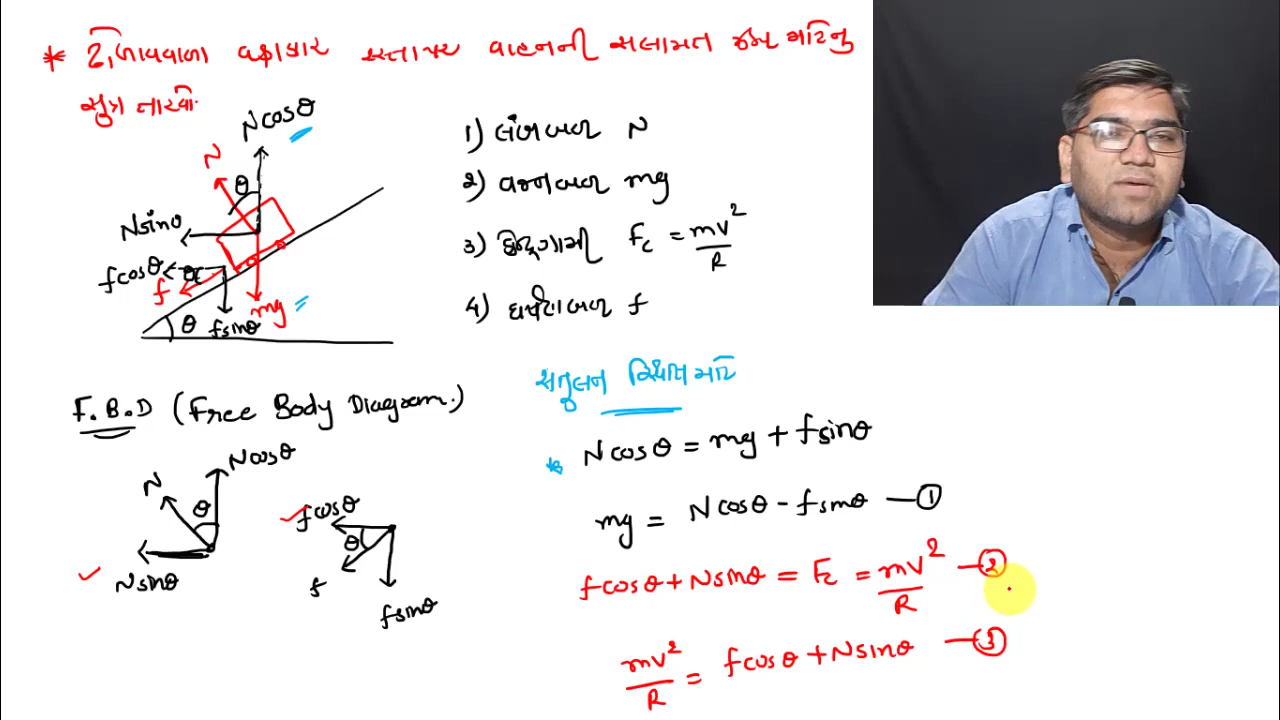 * ઢોળાવવાળા વક્રાકાર રસ્તાપર વાહનની સલામત ઝડપ માટેનુ
સુત્ર તારવો.
Ncosθ
N
θ
Nsinθ
fcosθ
θ
f
mg
θ
fsinθ
1) લંબબળ N
2) વજનબળ mg
3) કેન્દ્રગામી Fc = mv²/R
4) ઘર્ષણબળ f
F.B.D (Free Body Diagram.)
Ncosθ
N
θ
Nsinθ
fcosθ
θ
f
fsinθ
સતુલન સ્થિતિ માટે
* Ncosθ = mg + fsinθ
mg = Ncosθ - fsinθ —①
fcosθ + Nsinθ = Fc = mv²/R —②
mv²/R = fcosθ + Nsinθ —③